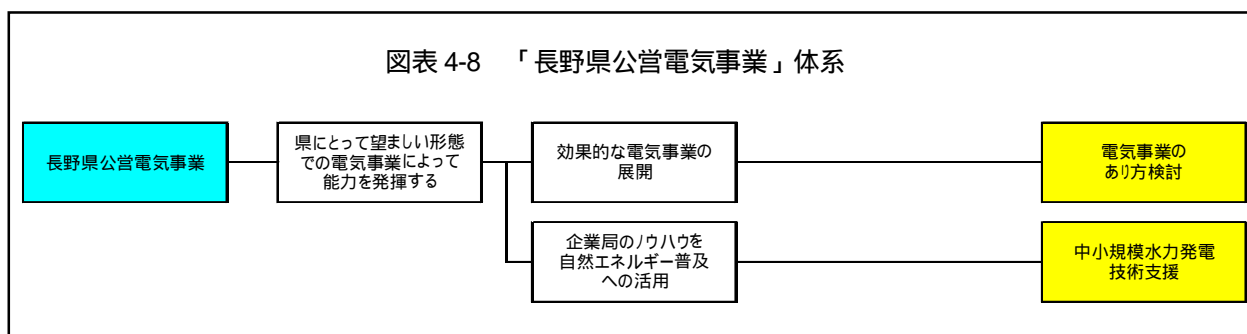 図表 4-8 「長野県公営電気事業」体系
長野県公営電気事業
県にとって望ましい形態
での電気事業によって
能力を発揮する
効果的な電気事業の
展開
電気事業の
あり方検討
企業局のノウハウを
自然エネルギー普及
への活用
中小規模水力発電
技術支援